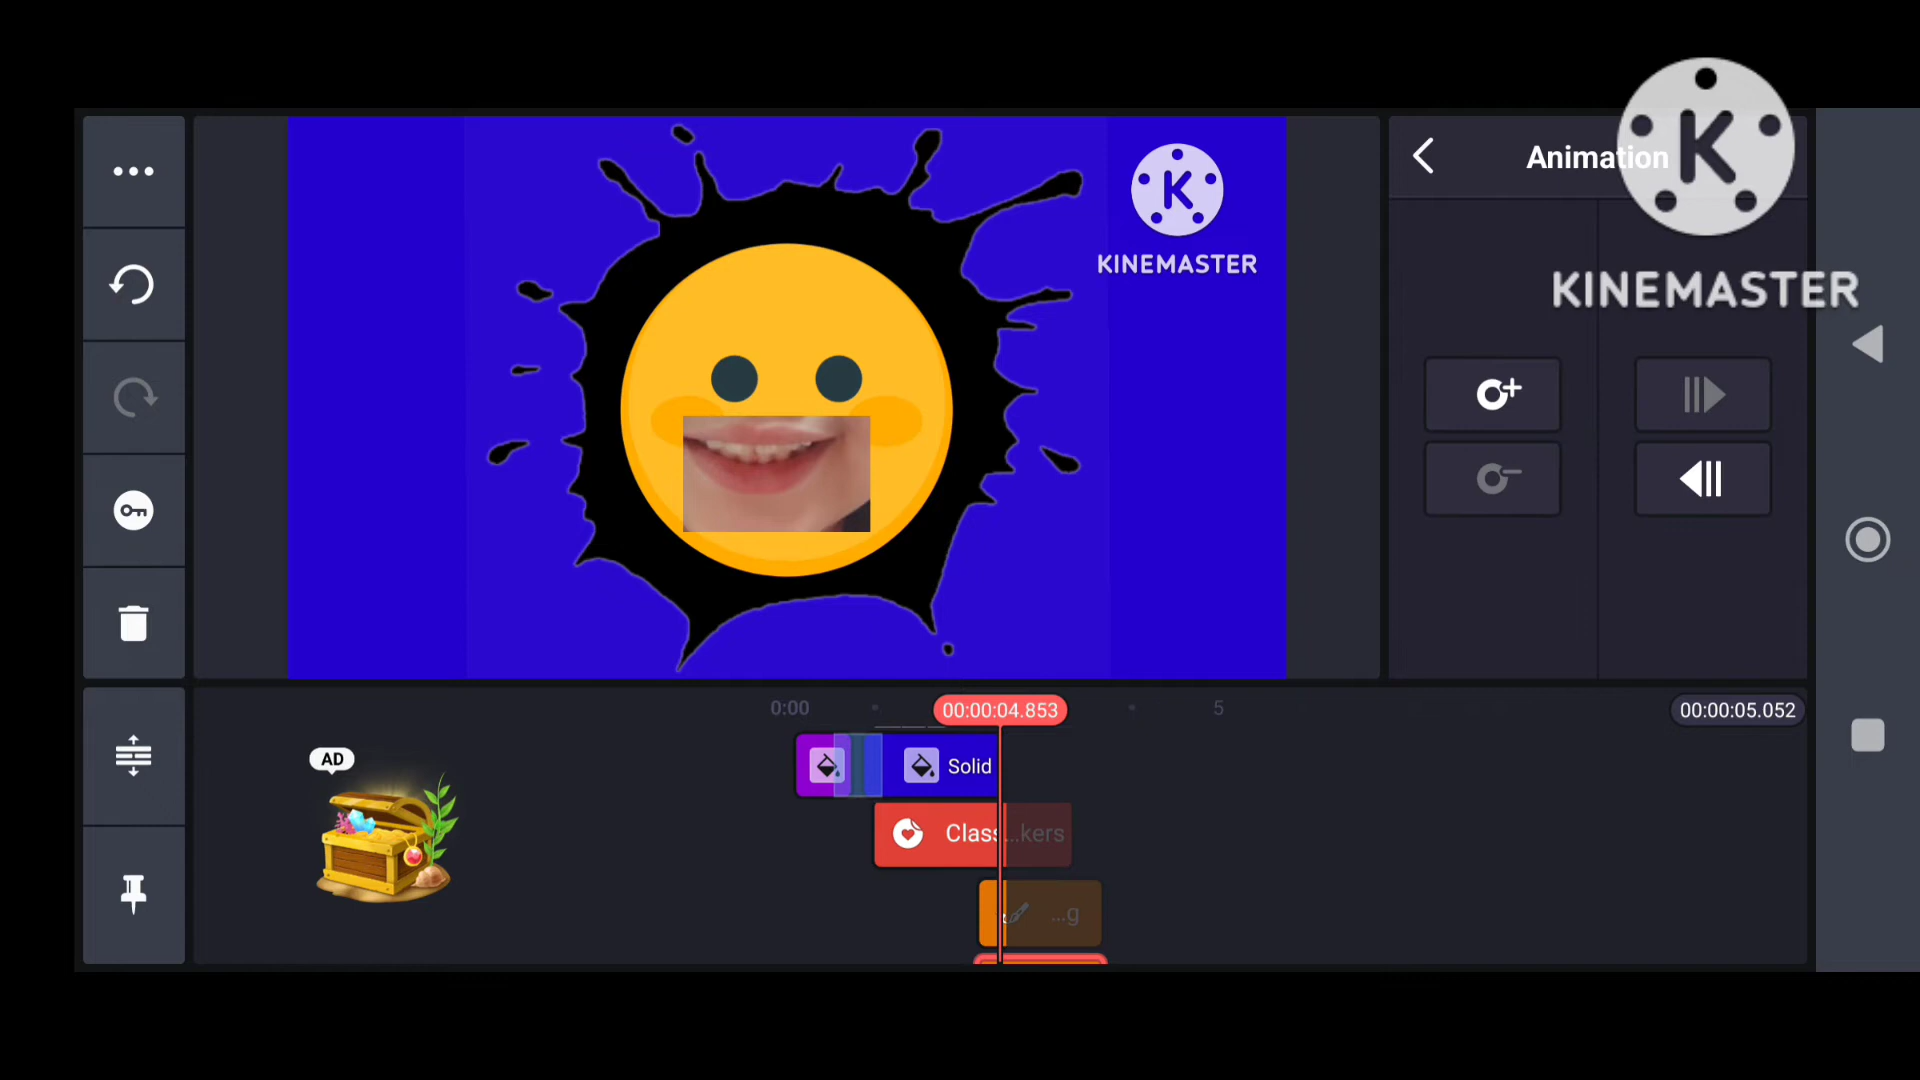 Animation
K
KINEMASTER
K
KINEMASTER
0:00
00:00:04.853
5
00:00:05.052
AD
Solid
Class...kers
...g